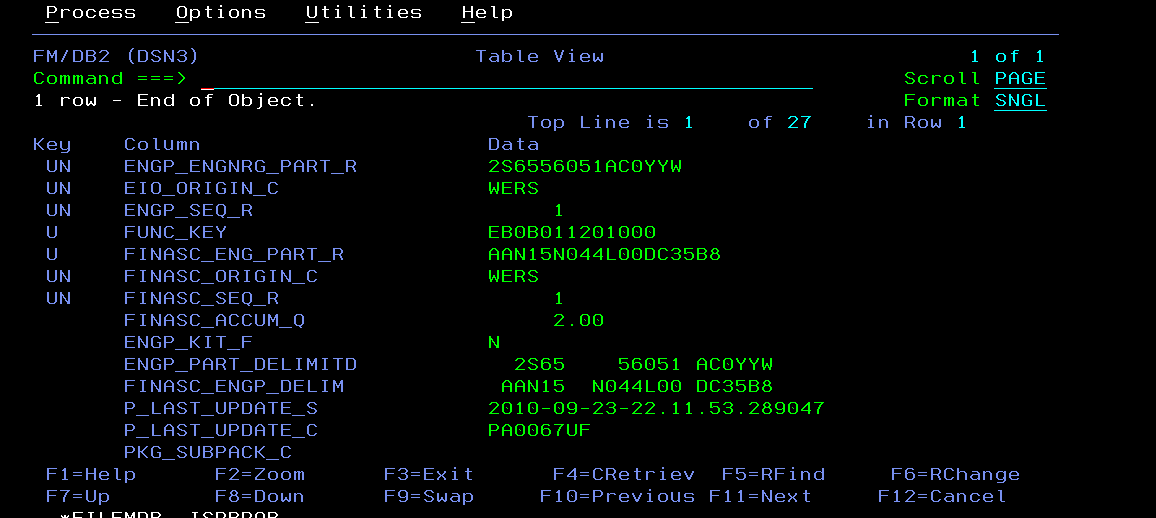 Process Options Utilities Help
FM/DB2 (DSN3) Table View 1 of 1
Command ===> Scroll PAGE
1 row - End of Object. Format SNGL
Top Line is 1 of 27 in Row 1
Key Column Data
UN ENGP_ENGNRG_PART_R 2S6556051AC0YYW
UN EIO_ORIGIN_C WERS
UN ENGP_SEQ_R 1
U FUNC_KEY EB0B011201000
U FINASC_ENG_PART_R AAN15N044L00DC35B8
UN FINASC_ORIGIN_C WERS
UN FINASC_SEQ_R 1
FINASC_ACCUM_Q 2.00
ENGP_KIT_F N
ENGP_PART_DELIMITD 2S65 56051 AC0YYW
FINASC_ENGP_DELIM AAN15 N044L00 DC35B8
P_LAST_UPDATE_S 2010-09-23-22.11.53.289047
P_LAST_UPDATE_C PA0067UF
PKG_SUBPACK_C
F1=Help F2=Zoom F3=Exit F4=CRetriev F5=RFind F6=RChange
F7=Up F8=Down F9=Swap F10=Previous F11=Next F12=Cancel